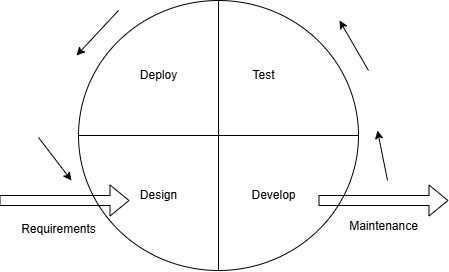 Deploy
Test
Design
Develop
Requirements
Maintenance